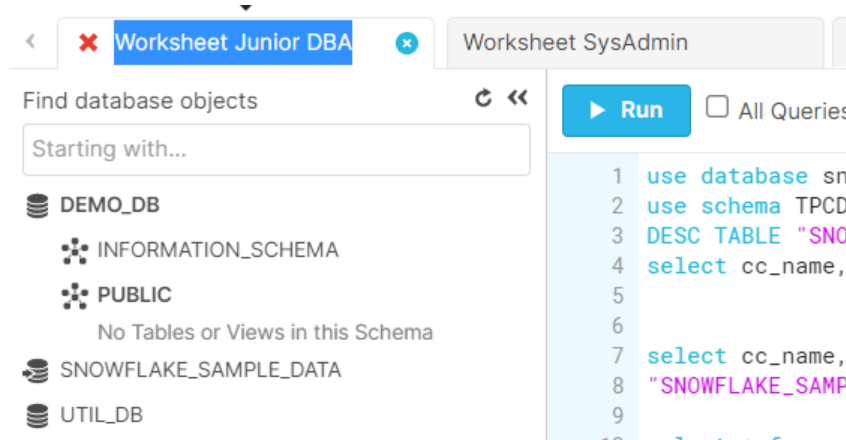 Worksheet Junior DBA
Worksheet SysAdmin
Find database objects
Starting with...
DEMO_DB
INFORMATION_SCHEMA
PUBLIC
No Tables or Views in this Schema
SNOWFLAKE_SAMPLE_DATA
UTIL_DB
Run
All Queries
1 use database sn
2 use schema TPCD
3 DESC TABLE "SNO
4 select cc_name,
5
6
7 select cc_name,
8 "SNOWFLAKE_SAMP
9